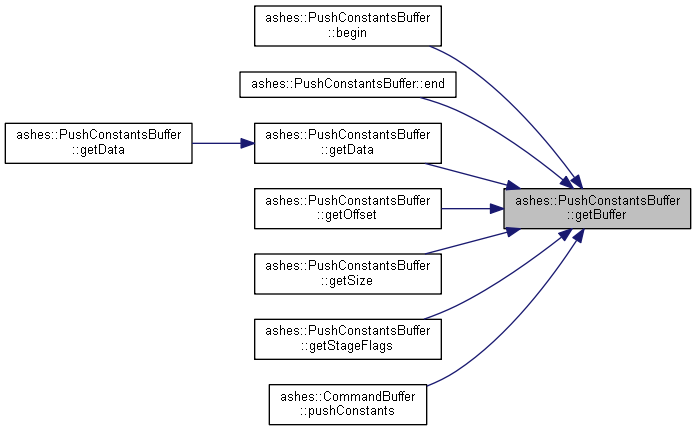 ashes::PushConstantsBuffer
::begin
ashes::PushConstantsBuffer::end
ashes::PushConstantsBuffer
::getData
ashes::PushConstantsBuffer
::getData
ashes::PushConstantsBuffer
::getOffset
ashes::PushConstantsBuffer
::getBuffer
ashes::PushConstantsBuffer
::getSize
ashes::PushConstantsBuffer
::getStageFlags
ashes::CommandBuffer
::pushConstants